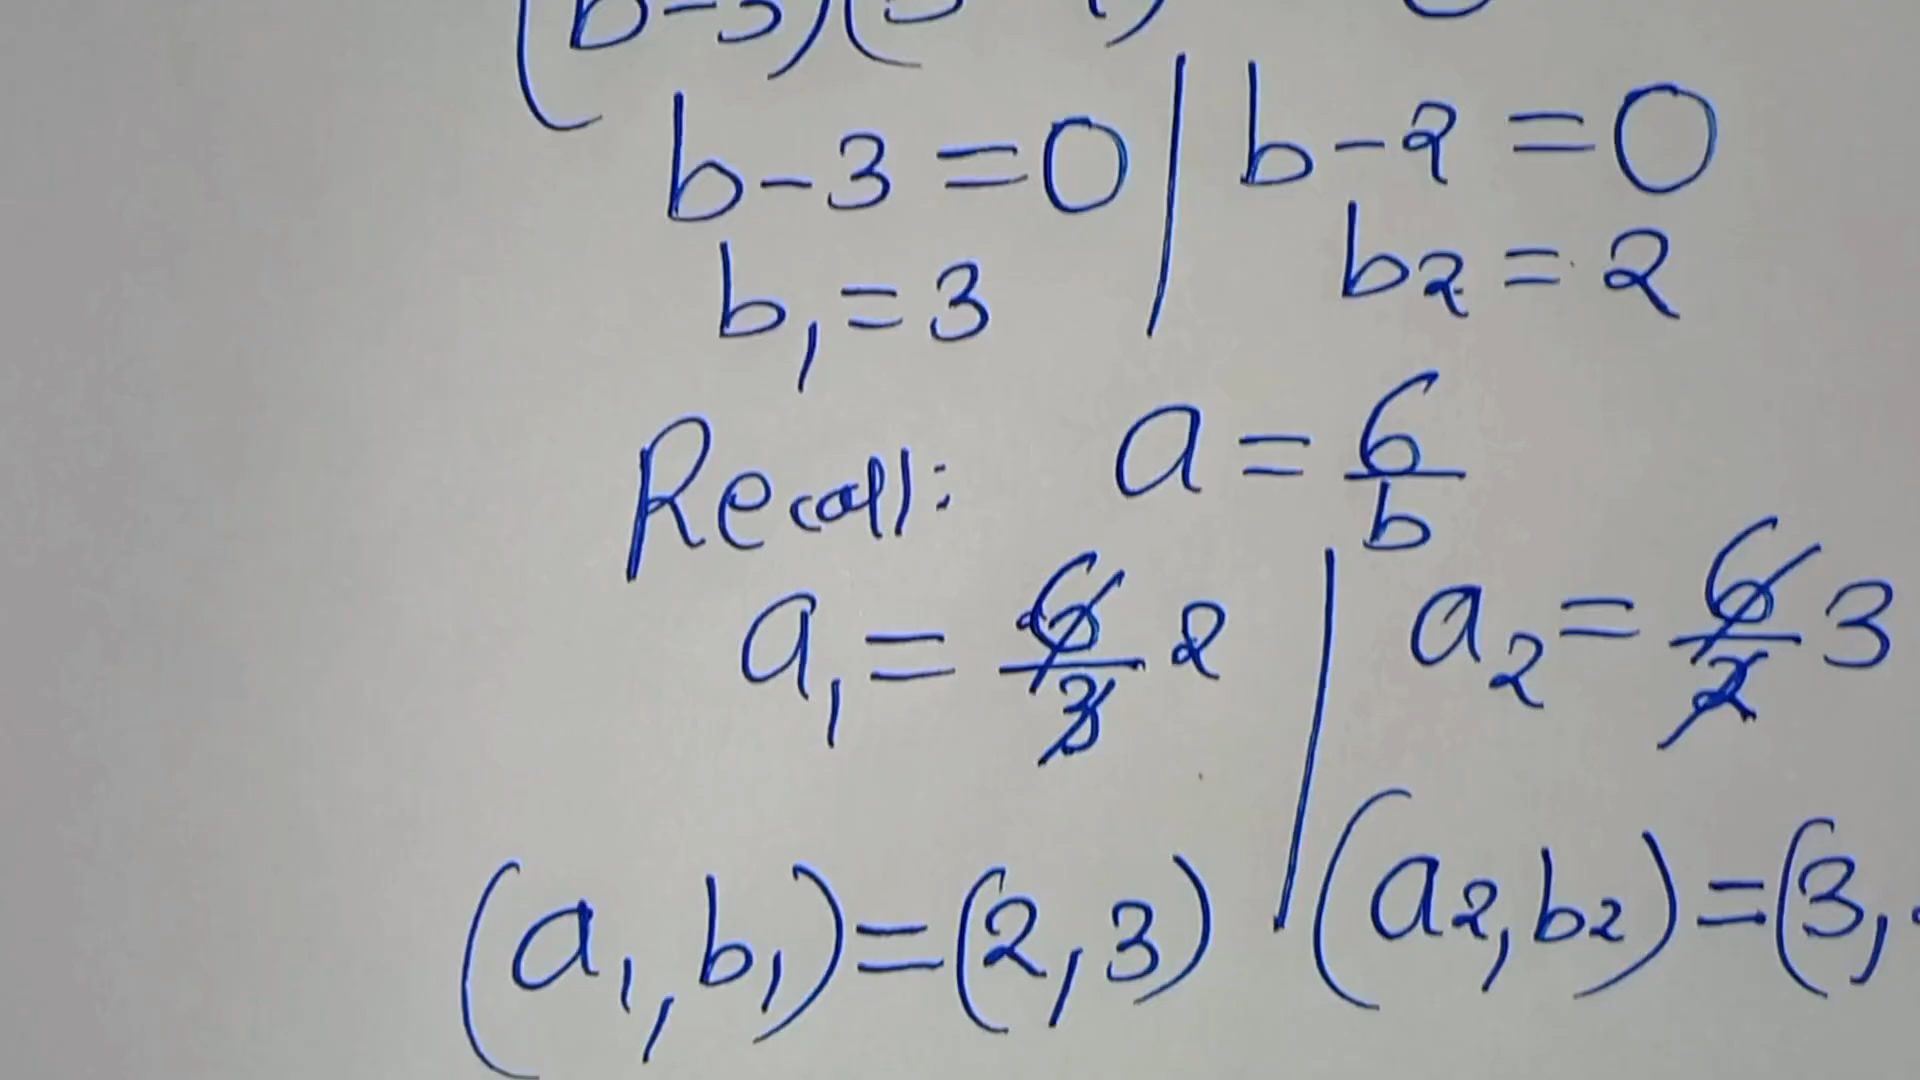 (b-3)(
b-3=0 | b-2=0
b₁=3 | b2=2
Recall: a=6/b
a₁=6/3 2 | a₂=6/2 3
(a₁,b₁)=(2,3) | (a2,b2)=(3,